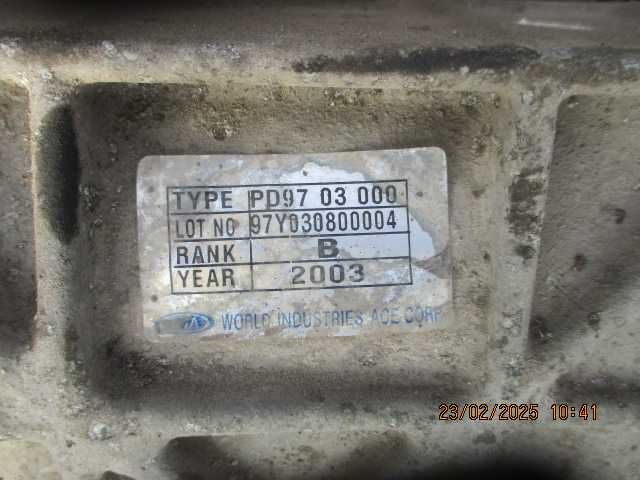 TYPE PD97 03 000
LOT NO 97Y030800004
RANK B
YEAR 2003
WORLD INDUSTRIES ACE CORP
23/02/2025 10:41